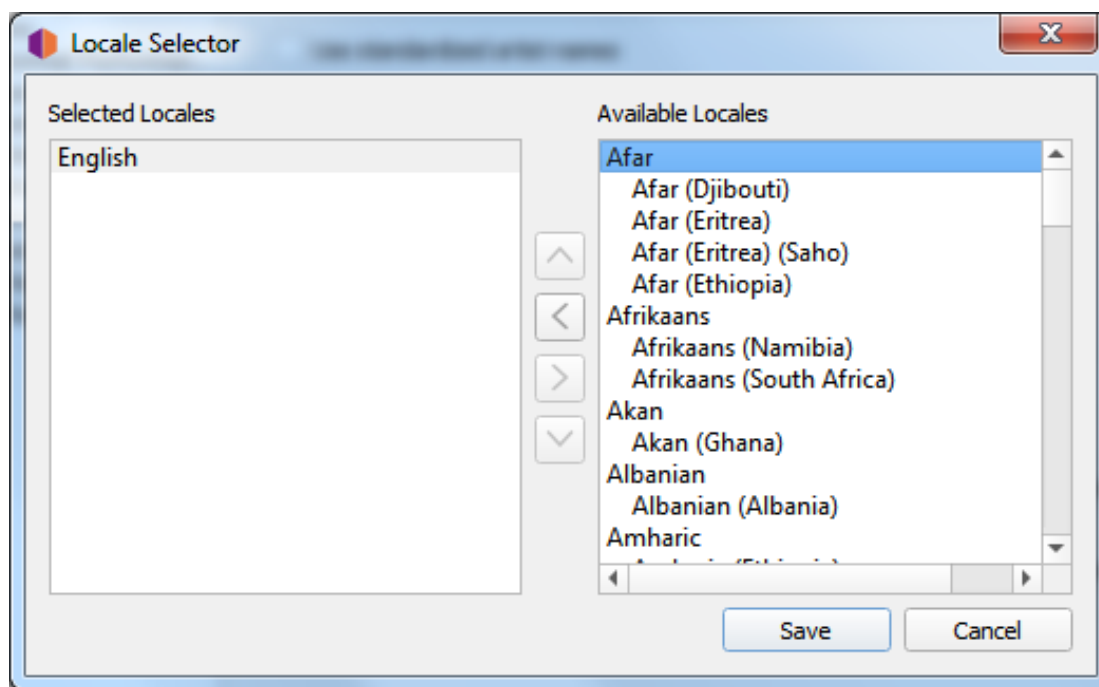 Locale Selector
Selected Locales
English
Available Locales
Afar
Afar (Djibouti)
Afar (Eritrea)
Afar (Eritrea) (Saho)
Afar (Ethiopia)
Afrikaans
Afrikaans (Namibia)
Afrikaans (South Africa)
Akan
Akan (Ghana)
Albanian
Albanian (Albania)
Amharic
Save
Cancel